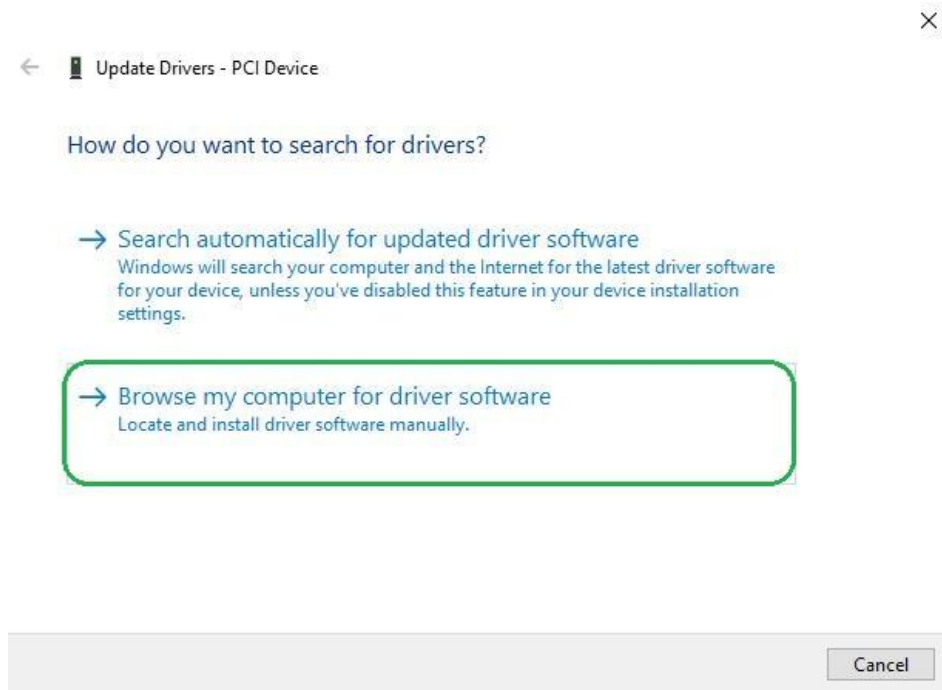 Update Drivers - PCI Device
How do you want to search for drivers?
Search automatically for updated driver software
Windows will search your computer and the Internet for the latest driver software
for your device, unless you've disabled this feature in your device installation
settings.
Browse my computer for driver software
Locate and install driver software manually.
Cancel